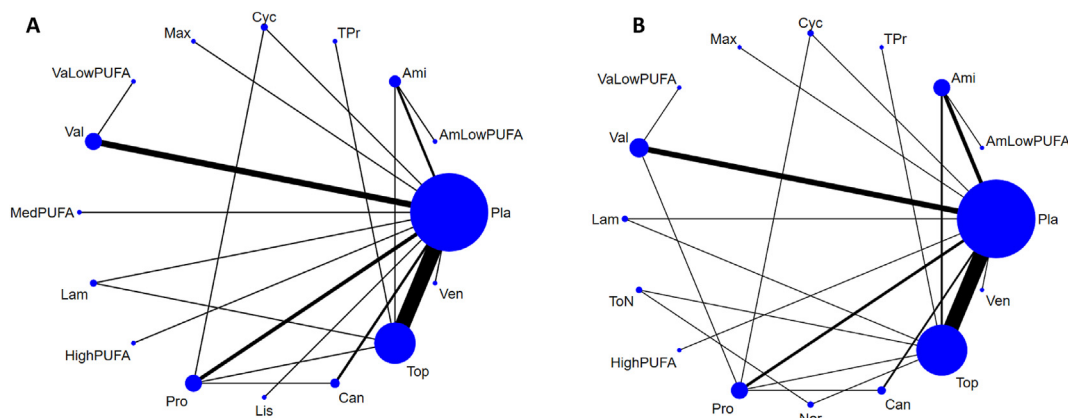 A
Cyc
Max
TPr
Ami
VaLowPUFA
Val
AmLowPUFA
MedPUFA
Pla
Lam
Ven
HighPUFA
Top
Pro
Can
Lis
B
Cyc
Max
TPr
Ami
VaLowPUFA
Val
AmLowPUFA
Lam
Pla
ToN
Ven
HighPUFA
Top
Pro
Can